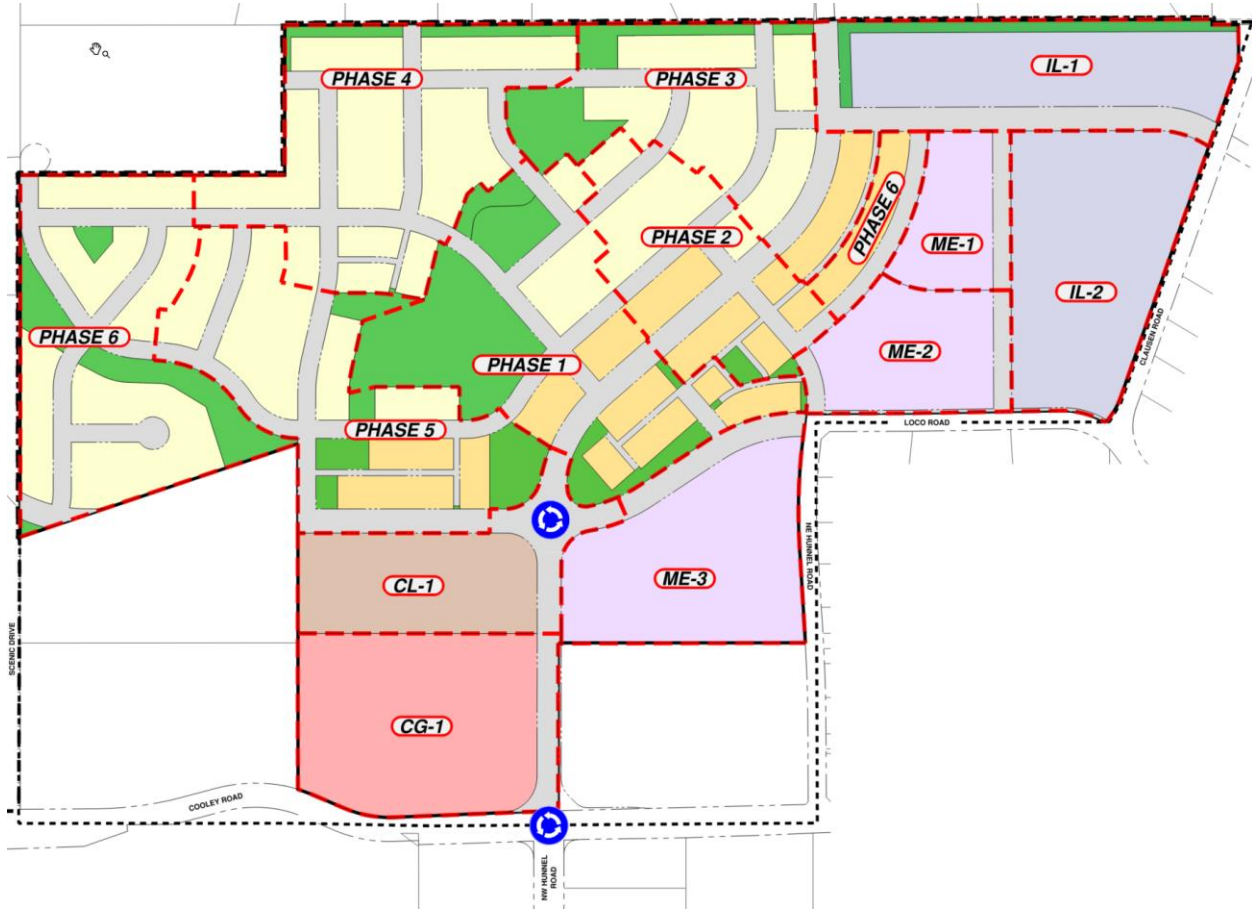 IL-1
PHASE 4
PHASE 3
PHASE 6
PHASE 2
ME-1
IL-2
PHASE 6
ME-2
PHASE 1
CLAUSEN ROAD
LOCO ROAD
PHASE 5
NE HUNNEL ROAD
ME-3
CL-1
SCENIC DRIVE
CG-1
COOLEY ROAD
NW HUNNEL
ROAD